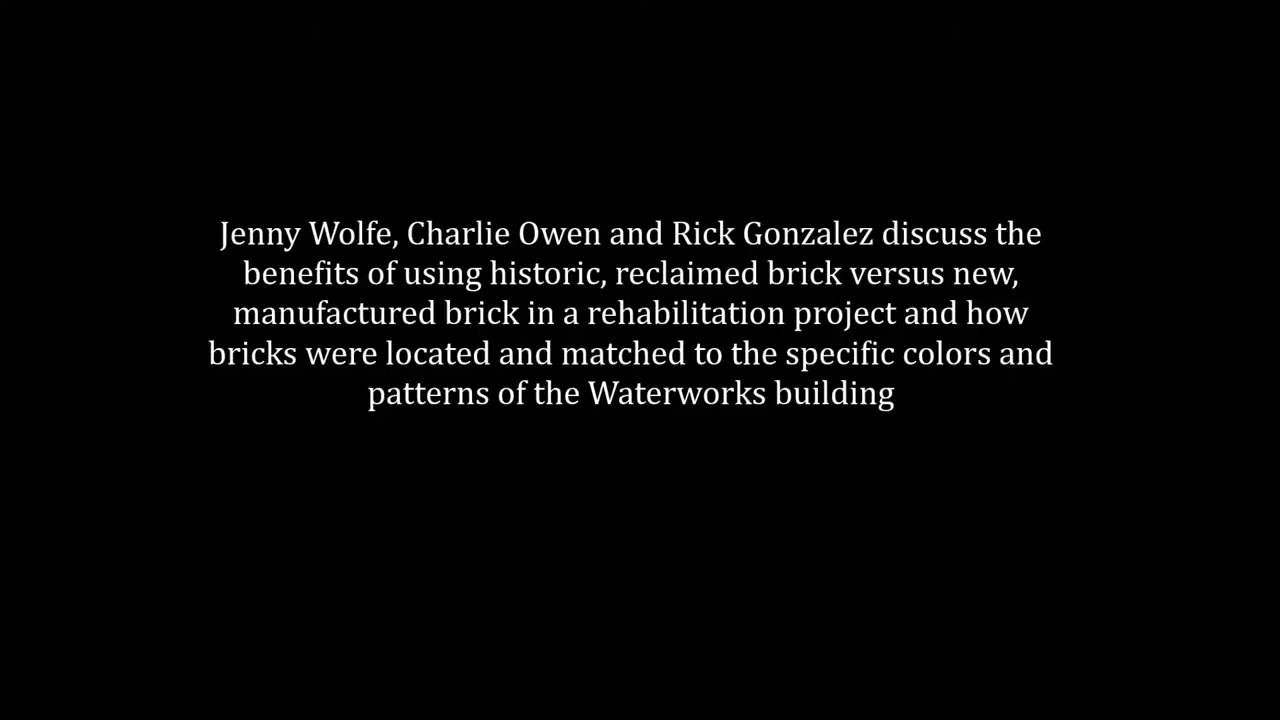 Jenny Wolfe, Charlie Owen and Rick Gonzalez discuss the
benefits of using historic, reclaimed brick versus new,
manufactured brick in a rehabilitation project and how
bricks were located and matched to the specific colors and
patterns of the Waterworks building